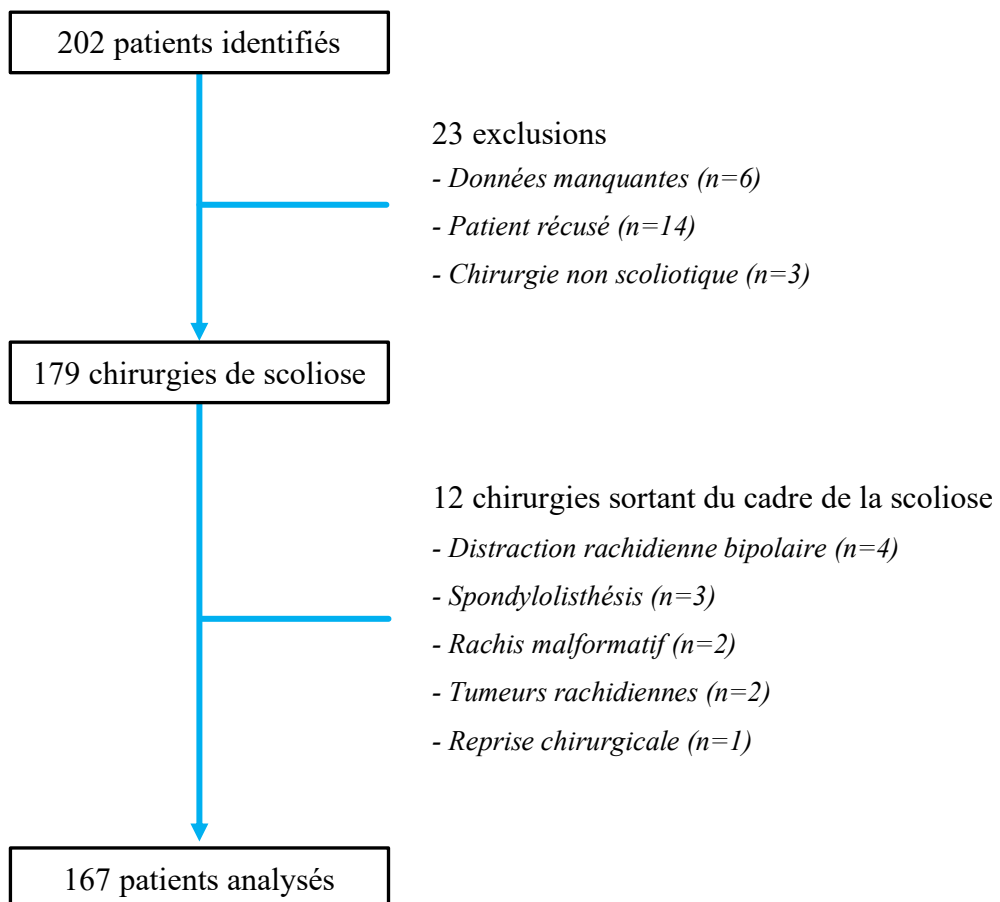 202 patients identifiés
23 exclusions
- Données manquantes (n=6)
- Patient récusé (n=14)
- Chirurgie non scoliotique (n=3)
179 chirurgies de scoliose
12 chirurgies sortant du cadre de la scoliose
- Distraction rachidienne bipolaire (n=4)
- Spondylolisthésis (n=3)
- Rachis malformatif (n=2)
- Tumeurs rachidiennes (n=2)
- Reprise chirurgicale (n=1)
167 patients analysés